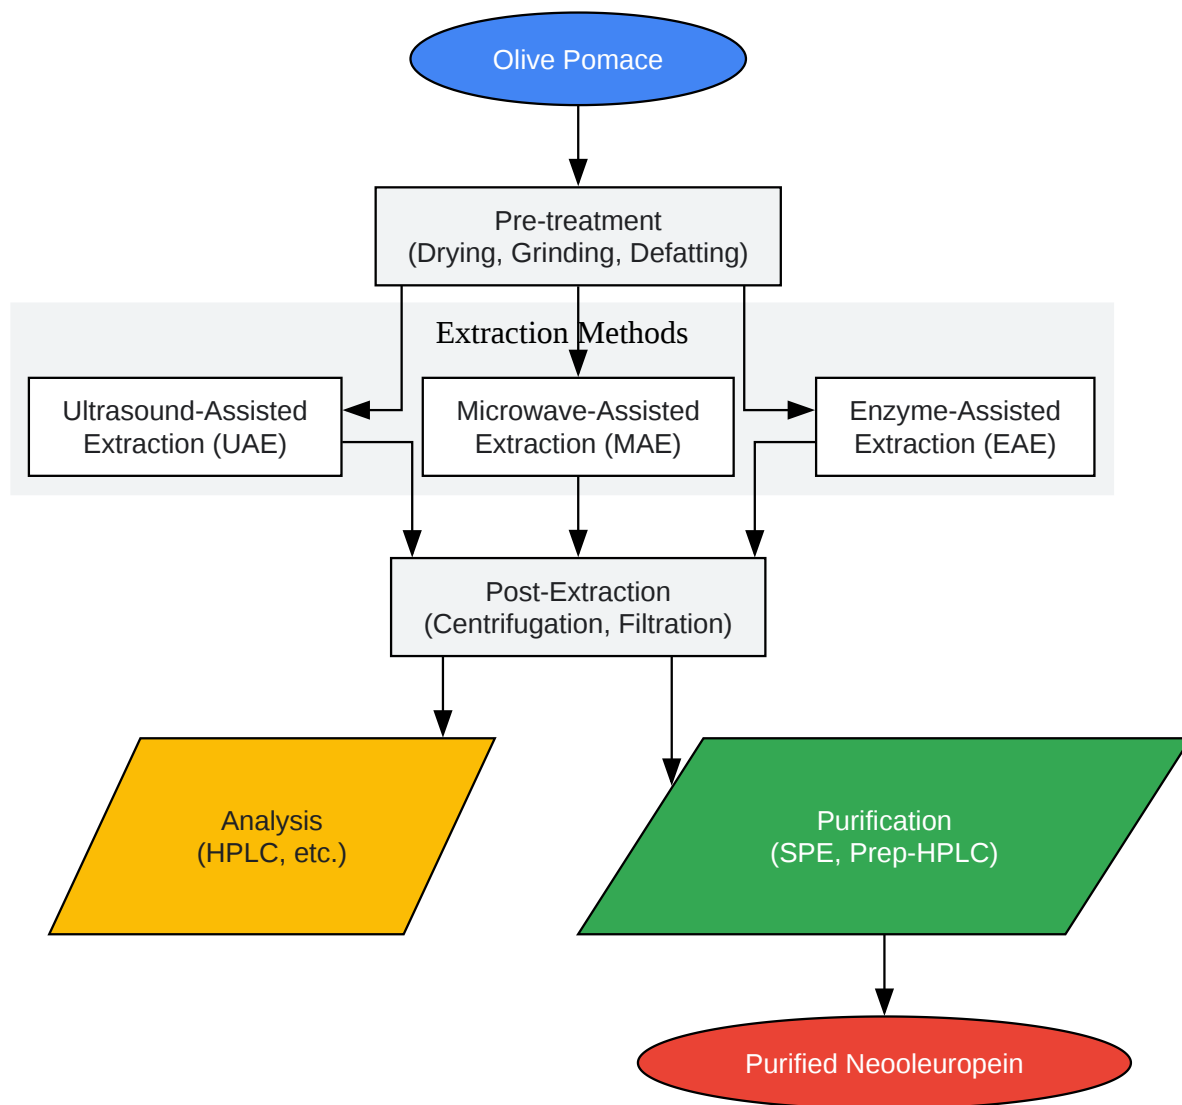 Olive Pomace
Pre-treatment
(Drying, Grinding, Defatting)
Extraction Methods
Ultrasound-Assisted
Extraction (UAE)
Microwave-Assisted
Extraction (MAE)
Enzyme-Assisted
Extraction (EAE)
Post-Extraction
(Centrifugation, Filtration)
Analysis
(HPLC, etc.)
Purification
(SPE, Prep-HPLC)
Purified Neooleuropein